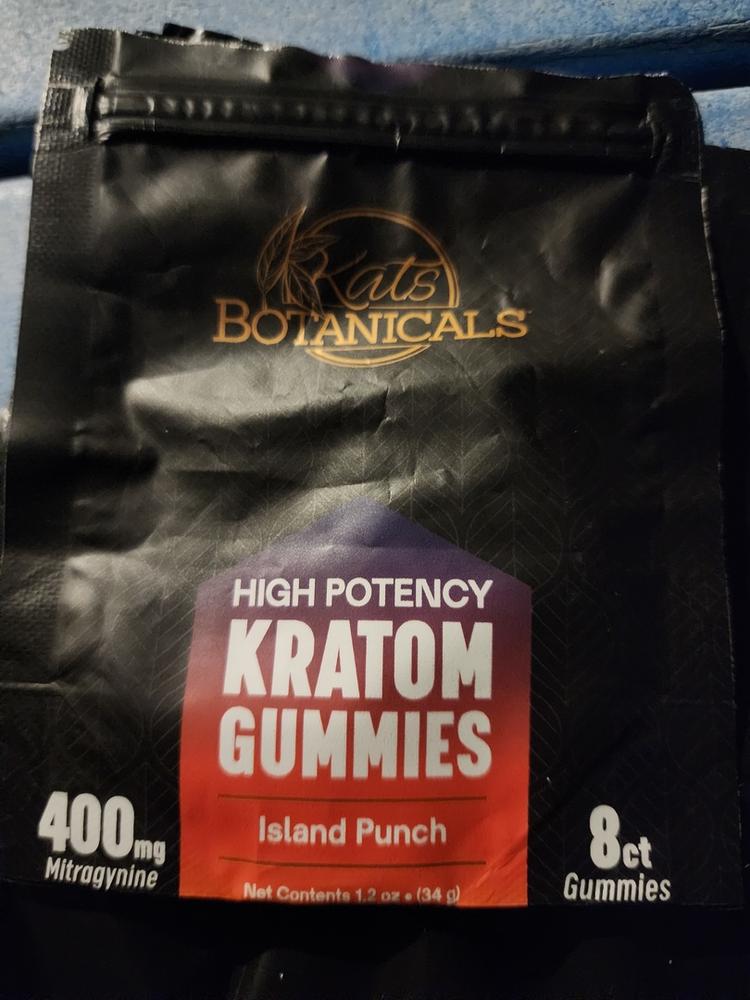 Kats
BOTANICALS
HIGH POTENCY
KRATOM
GUMMIES
Island Punch
Net Contents 1.2 oz • (34 g)
400mg
Mitragynine
8ct
Gummies